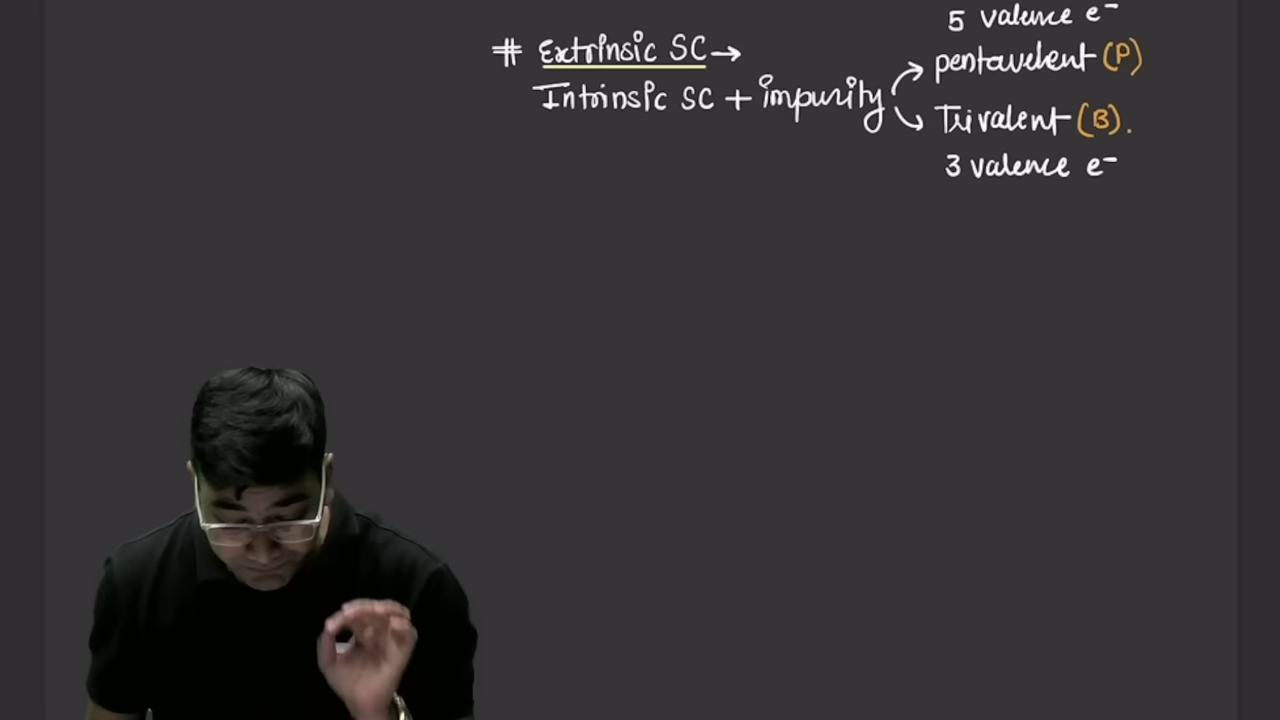 5 valence e⁻
# Extrinsic SC →
pentavelent (P)
Intrinsic SC + impurity
Trivalent (B).
3 valence e⁻